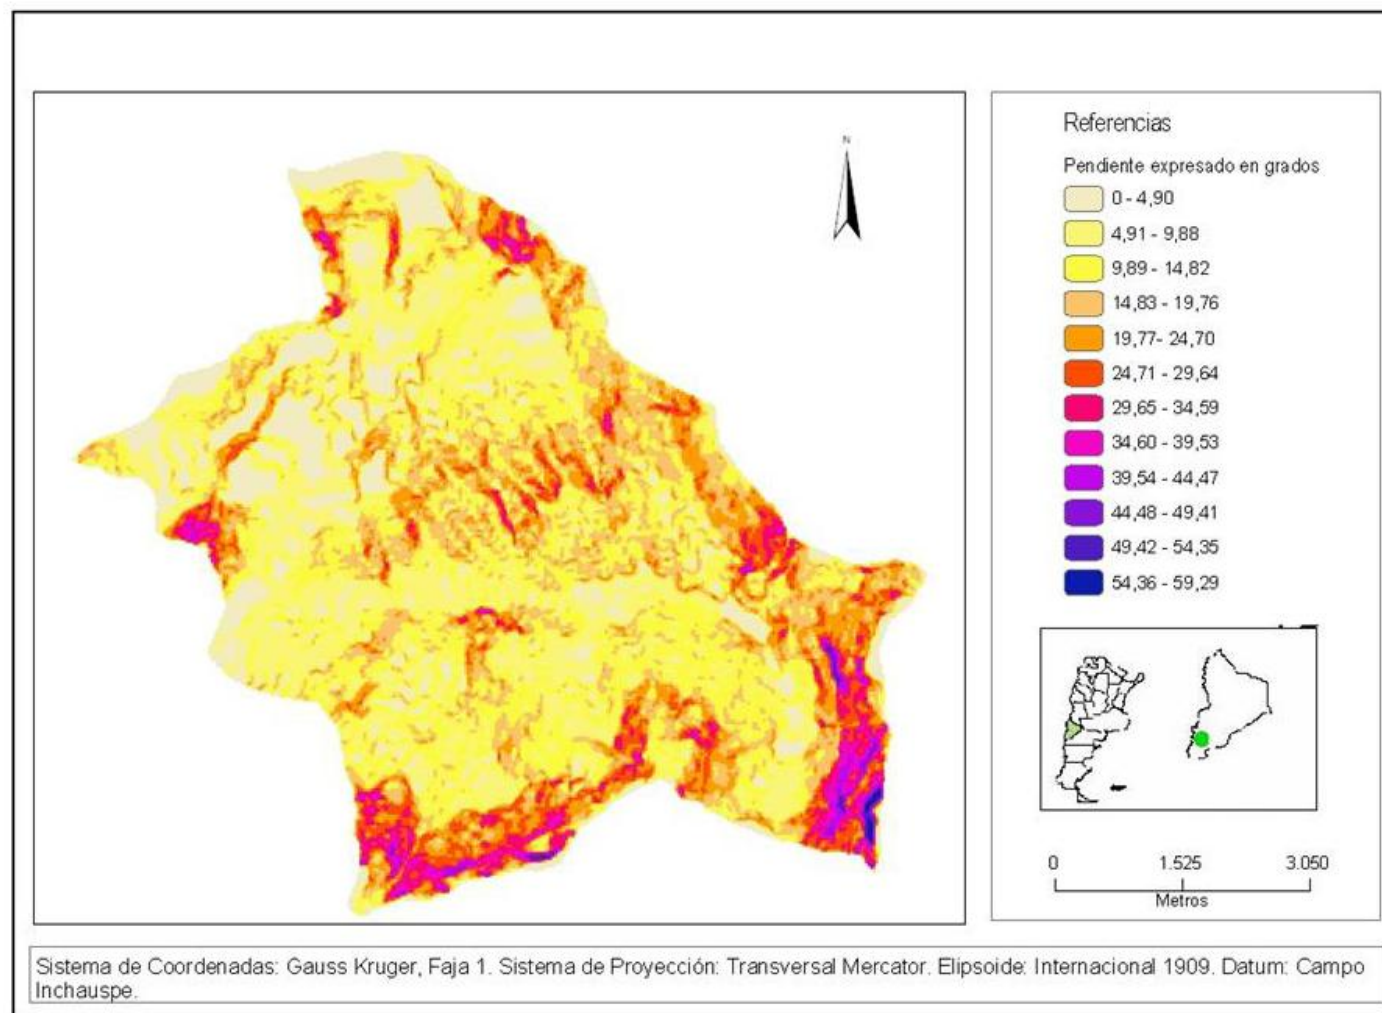 N
Referencias
Pendiente expresado en grados
0 - 4,90
4,91 - 9,88
9,89 - 14,82
14,83 - 19,76
19,77- 24,70
24,71 - 29,64
29,65 - 34,59
34,60 - 39,53
39,54 - 44,47
44,48 - 49,41
49,42 - 54,35
54,36 - 59,29
0 1.525 3.050
Metros
Sistema de Coordenadas: Gauss Kruger, Faja 1. Sistema de Proyección: Transversal Mercator. Elipsoide: Internacional 1909. Datum: Campo
Inchauspe.